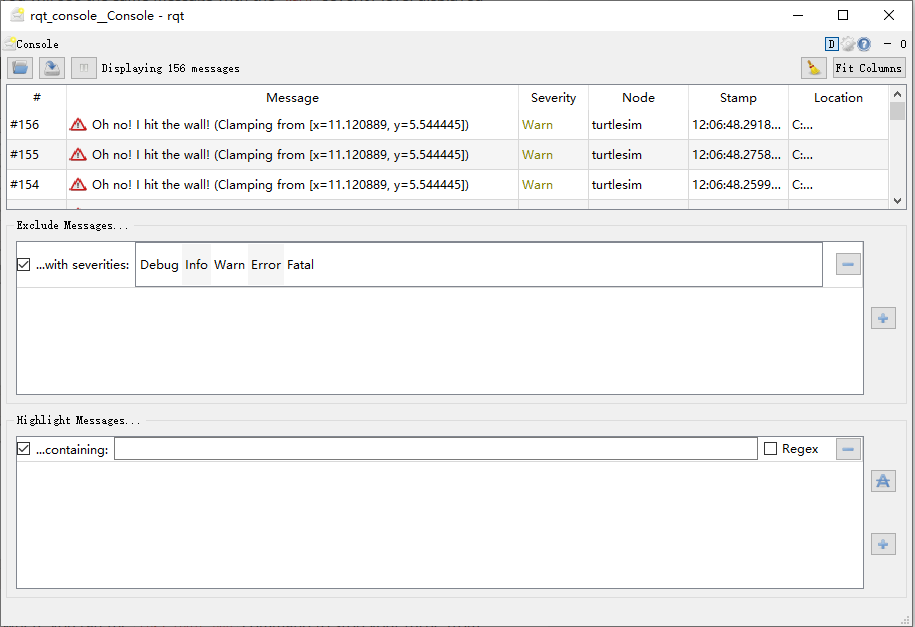 rqt_console__Console - rqt
Console
D
? - O
Displaying 156 messages
Fit Columns
# Message Severity Node Stamp Location
#156 Oh no! I hit the wall! (Clamping from [x=11.120889, y=5.544445]) Warn turtlesim 12:06:48.2918... C:...
#155 Oh no! I hit the wall! (Clamping from [x=11.120889, y=5.544445]) Warn turtlesim 12:06:48.2758... C:...
#154 Oh no! I hit the wall! (Clamping from [x=11.120889, y=5.544445]) Warn turtlesim 12:06:48.2599... C:...
Exclude Messages...
...with severities: Debug Info Warn Error Fatal
Highlight Messages...
...containing: Regex